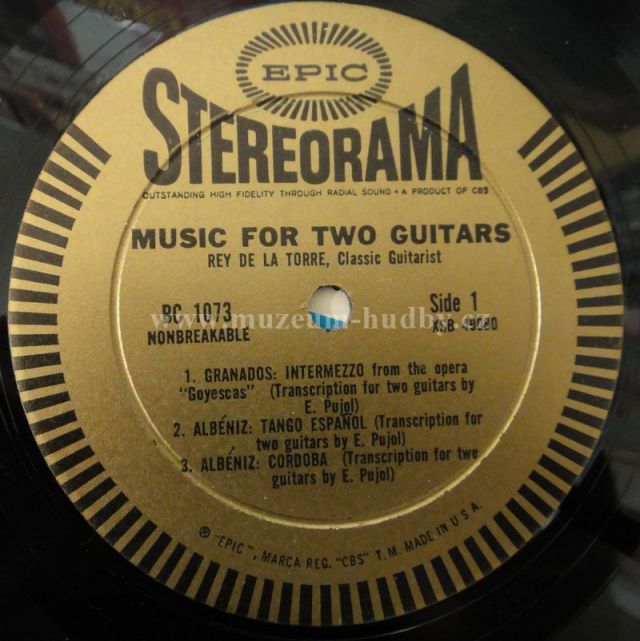 EPIC
STEREORAMA
OUTSTANDING HIGH FIDELITY THROUGH RADIAL SOUND • A PRODUCT OF CBS
MUSIC FOR TWO GUITARS
REY DE LA TORRE, Classic Guitarist
BC 1073
NONBREAKABLE
Side 1
XSB 49080
www.muzeum-hudby.cz
1. GRANADOS: INTERMEZZO from the opera
"Goyescas" (Transcription for two guitars by
E. Pujol)
2. ALBÉNIZ: TANGO ESPAÑOL (Transcription for
two guitars by E. Pujol)
3. ALBÉNIZ: CORDOBA (Transcription for two
guitars by E. Pujol)
® "EPIC", MARCA REG. "CBS" T.M. MADE IN U.S.A.